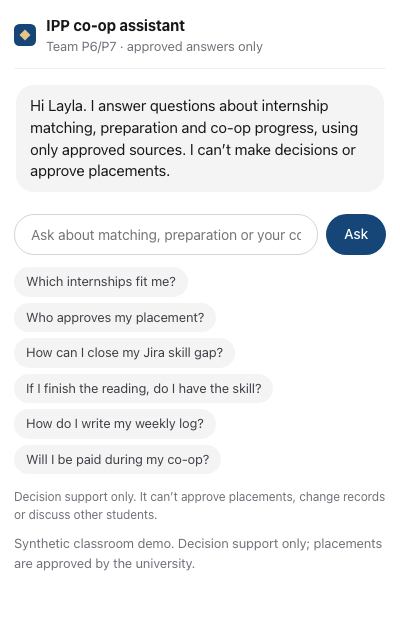 IPP co-op assistant
Team P6/P7 · approved answers only
Hi Layla. I answer questions about internship
matching, preparation and co-op progress, using
only approved sources. I can’t make decisions or
approve placements.
Ask about matching, preparation or your co
Ask
Which internships fit me?
Who approves my placement?
How can I close my Jira skill gap?
If I finish the reading, do I have the skill?
How do I write my weekly log?
Will I be paid during my co-op?
Decision support only. It can’t approve placements, change records
or discuss other students.
Synthetic classroom demo. Decision support only; placements
are approved by the university.